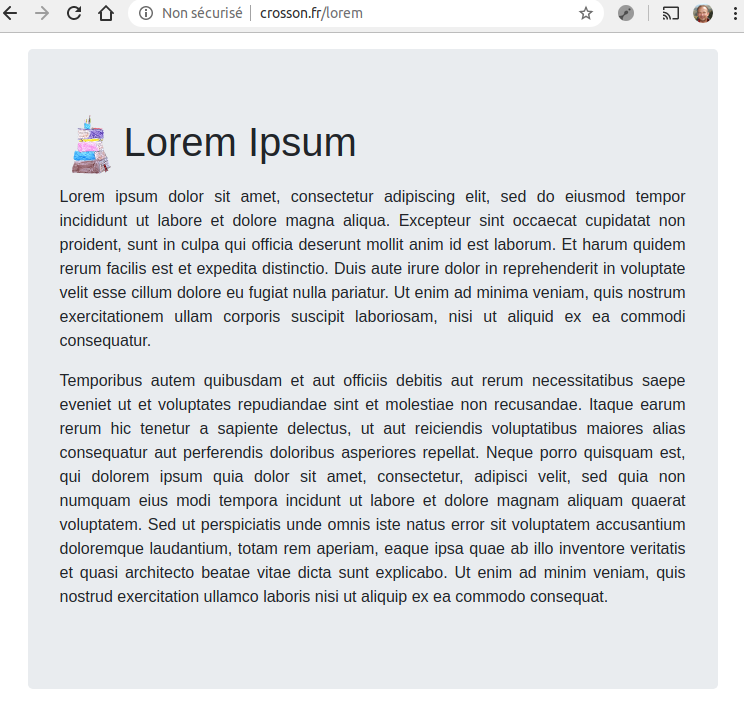 Non sécurisé crosson.fr/lorem
Lorem Ipsum
Lorem ipsum dolor sit amet, consectetur adipiscing elit, sed do eiusmod tempor
incididunt ut labore et dolore magna aliqua. Excepteur sint occaecat cupidatat non
proident, sunt in culpa qui officia deserunt mollit anim id est laborum. Et harum quidem
rerum facilis est et expedita distinctio. Duis aute irure dolor in reprehenderit in voluptate
velit esse cillum dolore eu fugiat nulla pariatur. Ut enim ad minima veniam, quis nostrum
exercitationem ullam corporis suscipit laboriosam, nisi ut aliquid ex ea commodi
consequatur.
Temporibus autem quibusdam et aut officiis debitis aut rerum necessitatibus saepe
eveniet ut et voluptates repudiandae sint et molestiae non recusandae. Itaque earum
rerum hic tenetur a sapiente delectus, ut aut reiciendis voluptatibus maiores alias
consequatur aut perferendis doloribus asperiores repellat. Neque porro quisquam est,
qui dolorem ipsum quia dolor sit amet, consectetur, adipisci velit, sed quia non
numquam eius modi tempora incidunt ut labore et dolore magnam aliquam quaerat
voluptatem. Sed ut perspiciatis unde omnis iste natus error sit voluptatem accusantium
doloremque laudantium, totam rem aperiam, eaque ipsa quae ab illo inventore veritatis
et quasi architecto beatae vitae dicta sunt explicabo. Ut enim ad minim veniam, quis
nostrud exercitation ullamco laboris nisi ut aliquip ex ea commodo consequat.